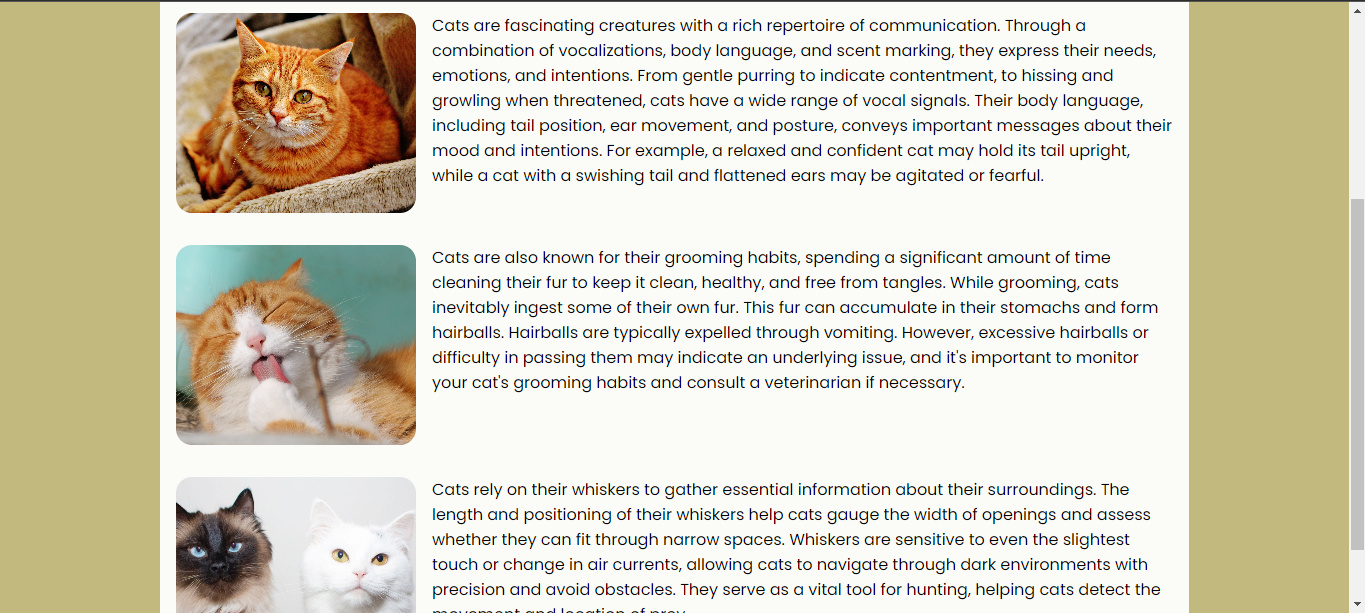 Cats are fascinating creatures with a rich repertoire of communication. Through a
combination of vocalizations, body language, and scent marking, they express their needs,
emotions, and intentions. From gentle purring to indicate contentment, to hissing and
growling when threatened, cats have a wide range of vocal signals. Their body language,
including tail position, ear movement, and posture, conveys important messages about their
mood and intentions. For example, a relaxed and confident cat may hold its tail upright,
while a cat with a swishing tail and flattened ears may be agitated or fearful.
Cats are also known for their grooming habits, spending a significant amount of time
cleaning their fur to keep it clean, healthy, and free from tangles. While grooming, cats
inevitably ingest some of their own fur. This fur can accumulate in their stomachs and form
hairballs. Hairballs are typically expelled through vomiting. However, excessive hairballs or
difficulty in passing them may indicate an underlying issue, and it's important to monitor
your cat's grooming habits and consult a veterinarian if necessary.
Cats rely on their whiskers to gather essential information about their surroundings. The
length and positioning of their whiskers help cats gauge the width of openings and assess
whether they can fit through narrow spaces. Whiskers are sensitive to even the slightest
touch or change in air currents, allowing cats to navigate through dark environments with
precision and avoid obstacles. They serve as a vital tool for hunting, helping cats detect the
movement and location of prey.